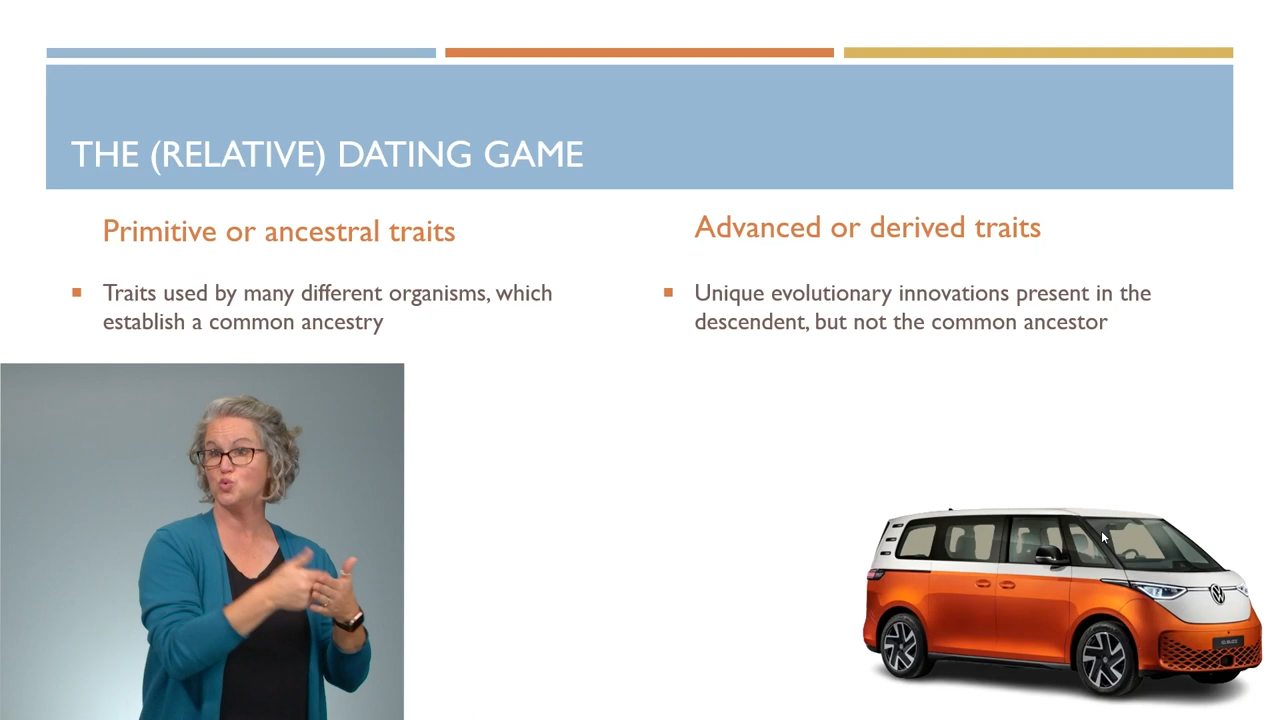 THE (RELATIVE) DATING GAME
Primitive or ancestral traits
Traits used by many different organisms, which
establish a common ancestry
Advanced or derived traits
Unique evolutionary innovations present in the
descendent, but not the common ancestor